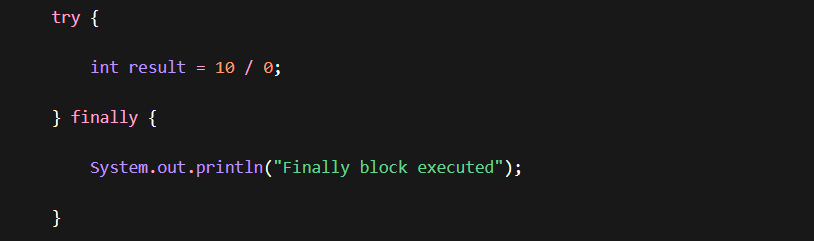 try {
int result = 10 / 0;
} finally {
System.out.println("Finally block executed");
}